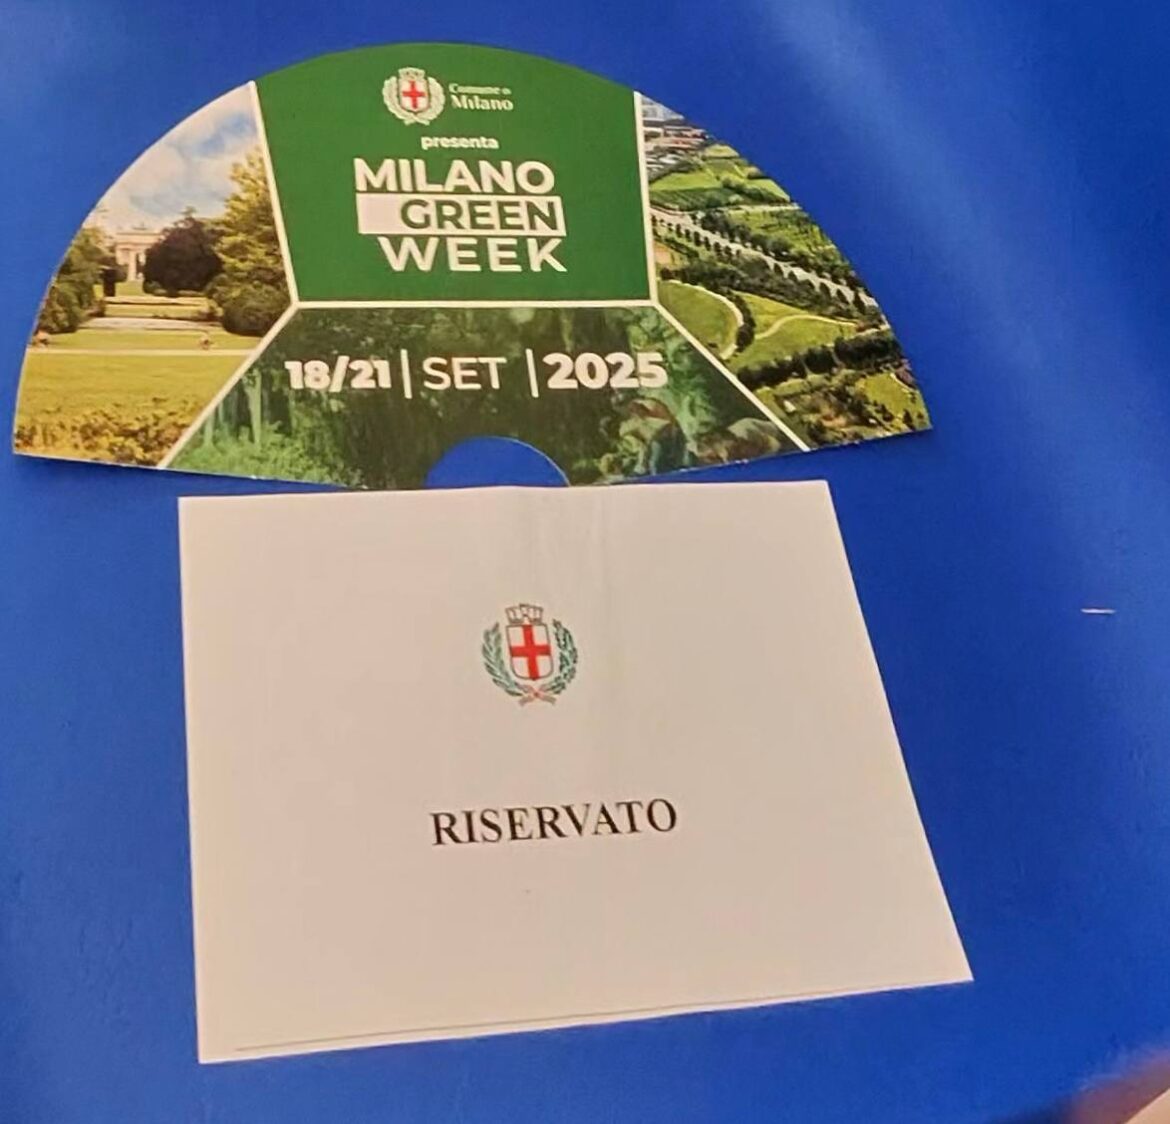 Comune di
Milano
presenta
MILANO
GREEN
WEEK
18/21 | SET | 2025
RISERVATO